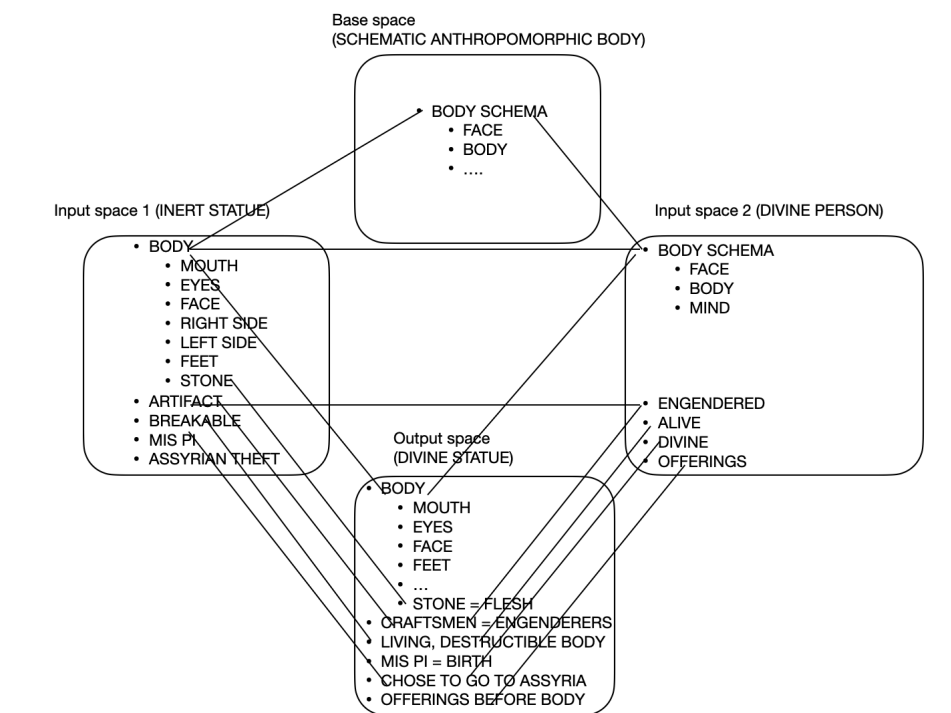 Base space
(SCHEMATIC ANTHROPOMORPHIC BODY)
• BODY SCHEMA
• FACE
• BODY
• ....
Input space 1 (INERT STATUE)
• BODY
• MOUTH
• EYES
• FACE
• RIGHT SIDE
• LEFT SIDE
• FEET
• STONE
• ARTIFACT
• BREAKABLE
• MIS PI
• ASSYRIAN THEFT
Input space 2 (DIVINE PERSON)
• BODY SCHEMA
• FACE
• BODY
• MIND
• ENGENDERED
• ALIVE
• DIVINE
• OFFERINGS
Output space
(DIVINE STATUE)
• BODY
• MOUTH
• EYES
• FACE
• FEET
• ...
• STONE = FLESH
• CRAFTSMEN = ENGENDERERS
• LIVING, DESTRUCTIBLE BODY
• MIS PI = BIRTH
• CHOSE TO GO TO ASSYRIA
• OFFERINGS BEFORE BODY